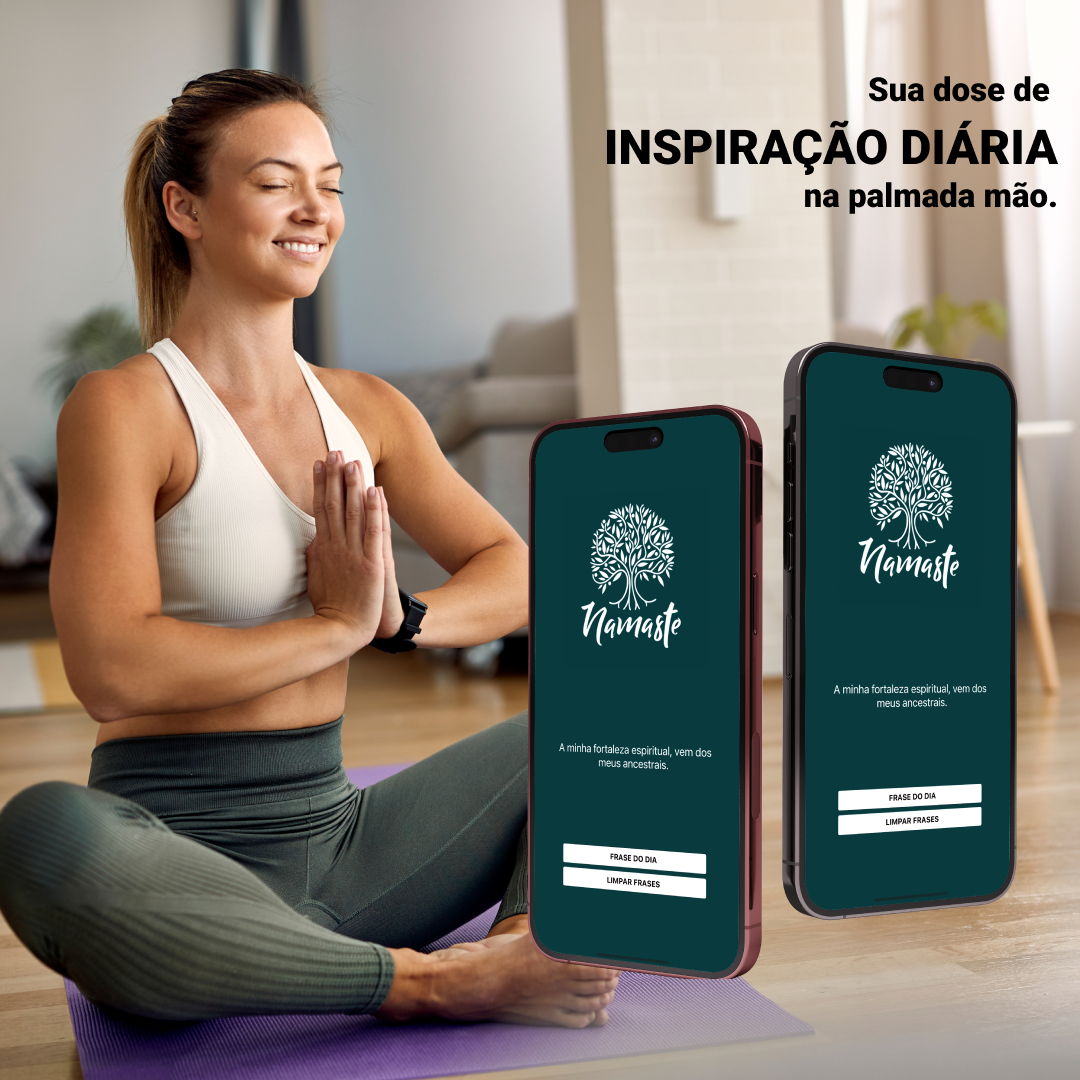 Sua dose de
INSPIRAÇÃO DIÁRIA
na palmada mão.
Namaste
A minha fortaleza espiritual, vem dos
meus ancestrais.
FRASE DO DIA
LIMPAR FRASES
Namaste
A minha fortaleza espiritual, vem dos
meus ancestrais.
FRASE DO DIA
LIMPAR FRASES